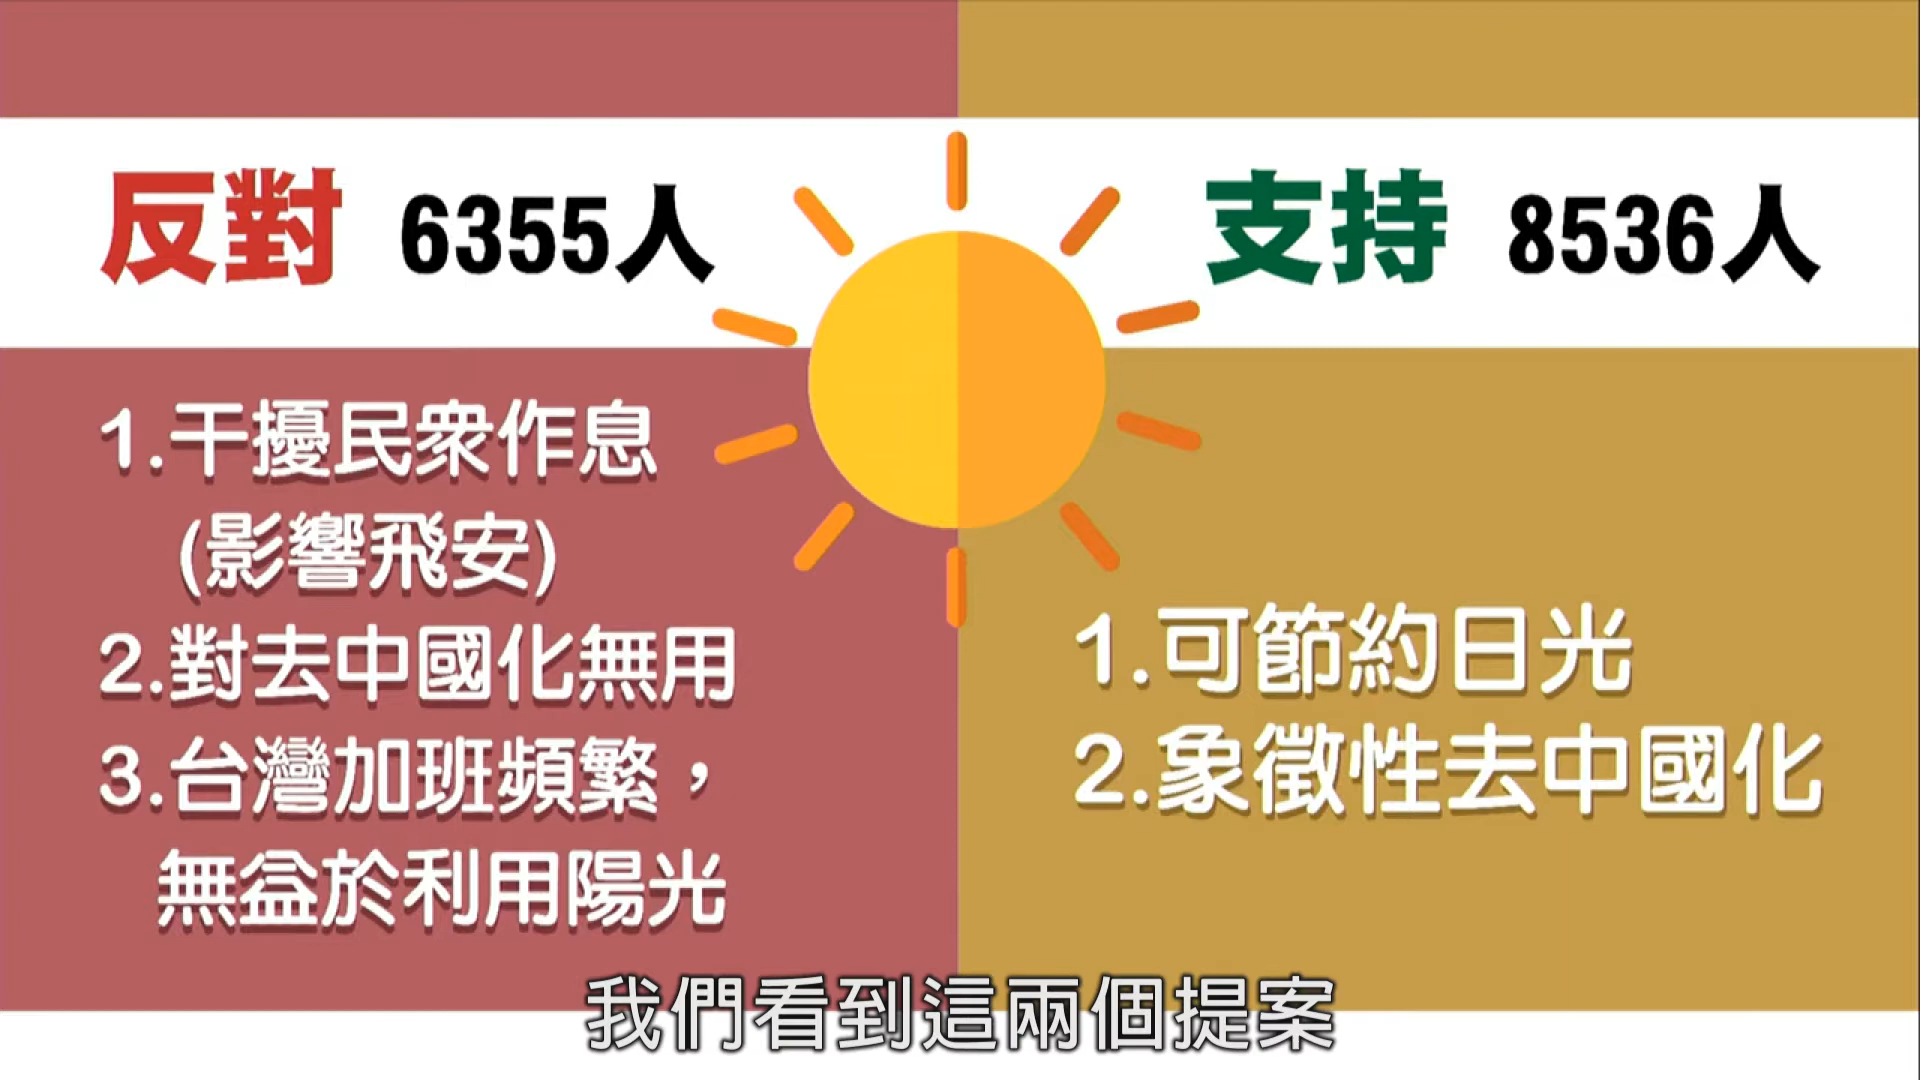 反對 6355人
1.干擾民眾作息
(影響飛安)
2.對去中國化無用
3.台灣加班頻繁，
無益於利用陽光
支持 8536人
1.可節約日光
2.象徵性去中國化
我們看到這兩個提案